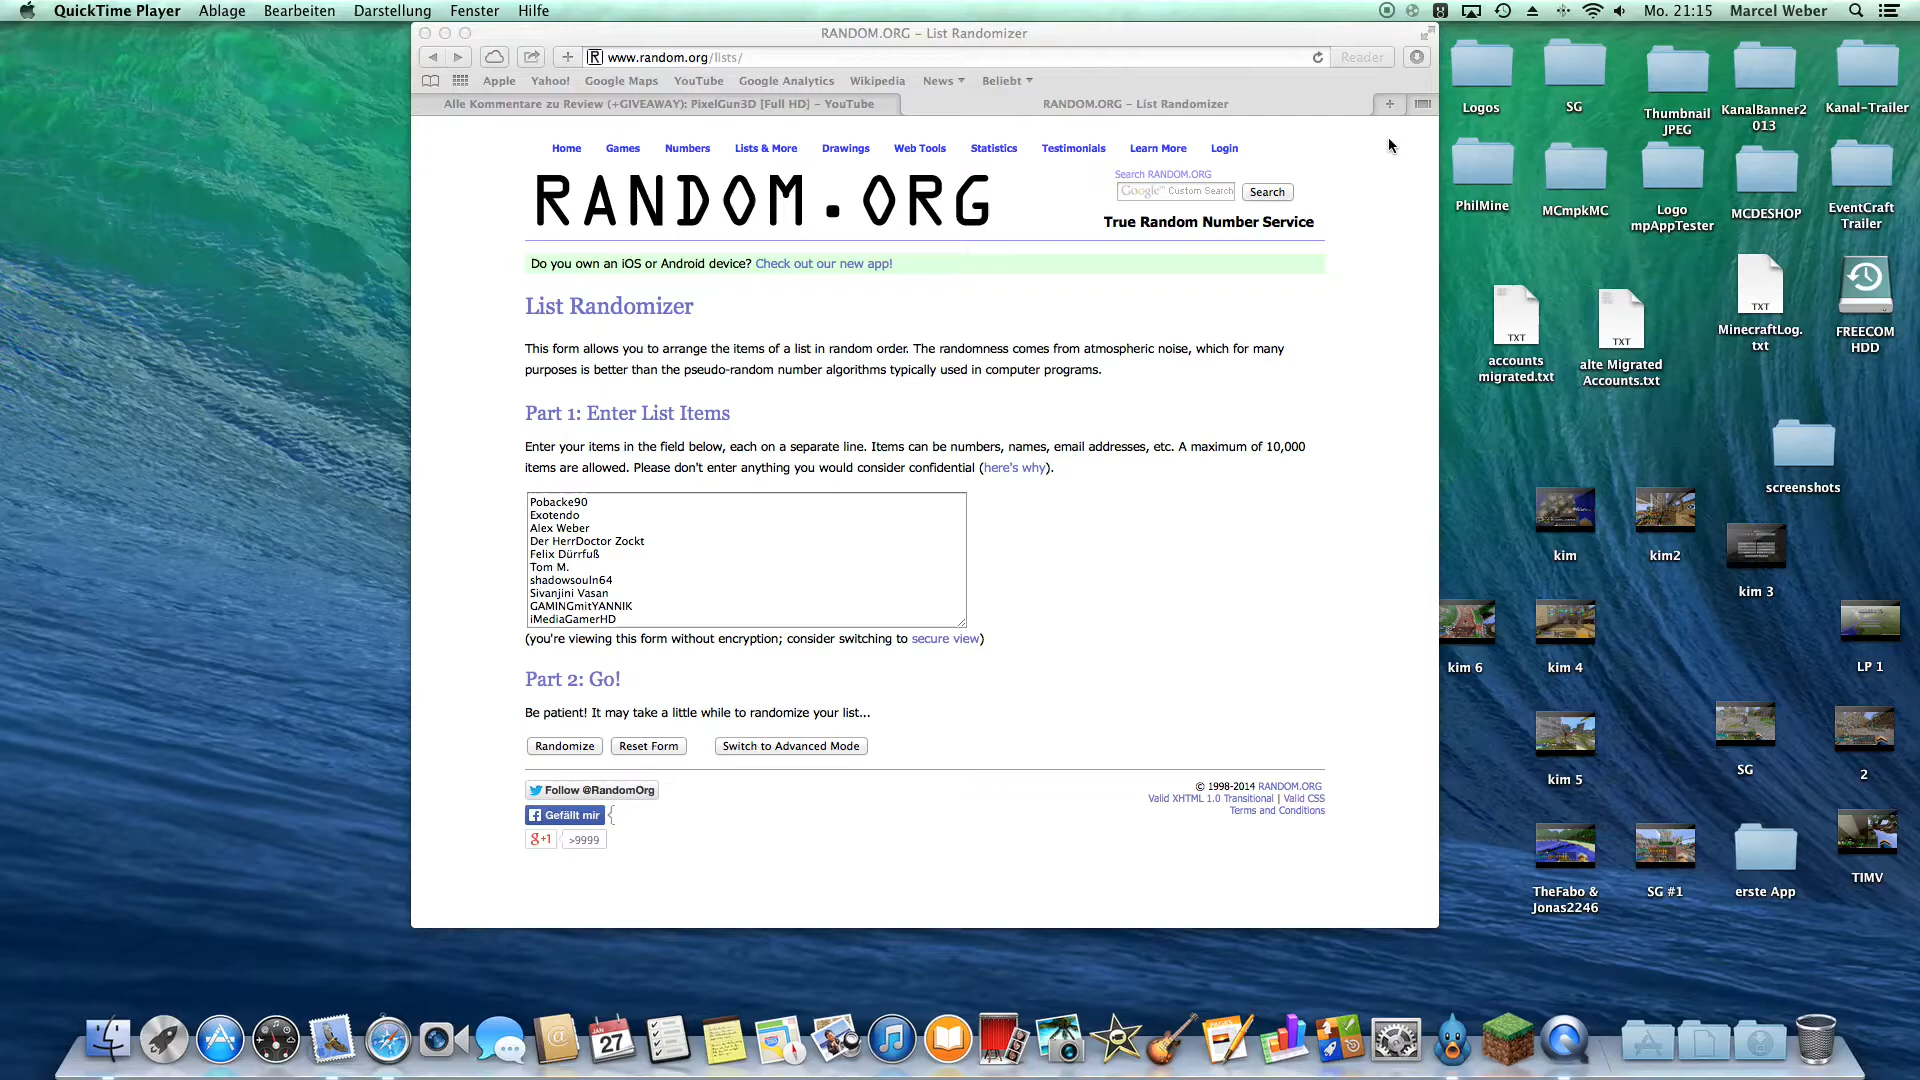 QuickTime Player Ablage Bearbeiten Darstellung Fenster Hilfe Mo. 21:15 Marcel Weber
RANDOM.ORG – List Randomizer
www.random.org/lists/ Reader
Apple Yahoo! Google Maps YouTube Google Analytics Wikipedia News Beliebt
Alle Kommentare zu Review (+GIVEAWAY): PixelGun3D [Full HD] – YouTube RANDOM.ORG – List Randomizer
Home Games Numbers Lists & More Drawings Web Tools Statistics Testimonials Learn More Login
RANDOM.ORG
Search RANDOM.ORG
Google™ Custom Search Search
True Random Number Service
Do you own an iOS or Android device? Check out our new app!
List Randomizer
This form allows you to arrange the items of a list in random order. The randomness comes from atmospheric noise, which for many
purposes is better than the pseudo-random number algorithms typically used in computer programs.
Part 1: Enter List Items
Enter your items in the field below, each on a separate line. Items can be numbers, names, email addresses, etc. A maximum of 10,000
items are allowed. Please don't enter anything you would consider confidential (here's why).
Pobacke90
Exotendo
Alex Weber
Der HerrDoctor Zockt
Felix Dürrfuß
Tom M.
shadowsouln64
Sivanjini Vasan
GAMINGmitYANNIK
iMediaGamerHD
(you're viewing this form without encryption; consider switching to secure view)
Part 2: Go!
Be patient! It may take a little while to randomize your list...
Randomize Reset Form Switch to Advanced Mode
Follow @RandomOrg
Gefällt mir
g+1 >9999
© 1998-2014 RANDOM.ORG
Valid XHTML 1.0 Transitional | Valid CSS
Terms and Conditions
Logos
SG
Thumbnail
JPEG
KanalBanner2
013
Kanal-Trailer
PhilMine
MCmpkMC
Logo
mpAppTester
MCDESHOP
EventCraft
Trailer
TXT
accounts
migrated.txt
TXT
alte Migrated
Accounts.txt
TXT
MinecraftLog.
txt
FREECOM
HDD
screenshots
kim
kim2
kim 3
kim 6
kim 4
LP 1
kim 5
SG
2
TheFabo &
Jonas2246
SG #1
erste App
TIMV
JAN
27
PAGES